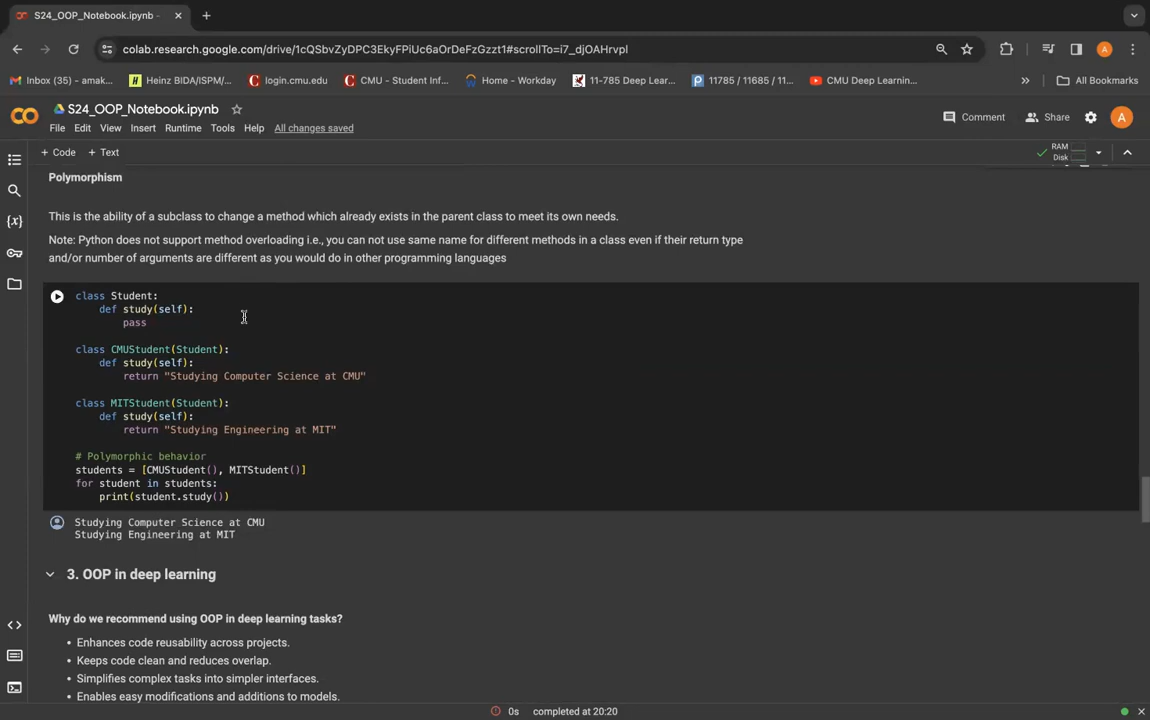 S24_OOP_Notebook.ipynb -
colab.research.google.com/drive/1cQSbvZyDPC3EkyFPiUc6aOrDeFzGzzt1#scrollTo=i7_djOAHrvpl
A
Inbox (35) - amak...
Heinz BIDA/ISPM/...
login.cmu.edu
CMU - Student Inf...
Home - Workday
11-785 Deep Lear...
11785 / 11685 / 11...
CMU Deep Learnin...
All Bookmarks
S24_OOP_Notebook.ipynb
File Edit View Insert Runtime Tools Help All changes saved
Comment Share A
+ Code + Text
RAM
Disk
Polymorphism
This is the ability of a subclass to change a method which already exists in the parent class to meet its own needs.
Note: Python does not support method overloading i.e., you can not use same name for different methods in a class even if their return type
and/or number of arguments are different as you would do in other programming languages
class Student:
    def study(self):
        pass
class CMUStudent(Student):
    def study(self):
        return "Studying Computer Science at CMU"
class MITStudent(Student):
    def study(self):
        return "Studying Engineering at MIT"
# Polymorphic behavior
students = [CMUStudent(), MITStudent()]
for student in students:
    print(student.study())
Studying Computer Science at CMU
Studying Engineering at MIT
3. OOP in deep learning
Why do we recommend using OOP in deep learning tasks?
• Enhances code reusability across projects.
• Keeps code clean and reduces overlap.
• Simplifies complex tasks into simpler interfaces.
• Enables easy modifications and additions to models.
0s completed at 20:20